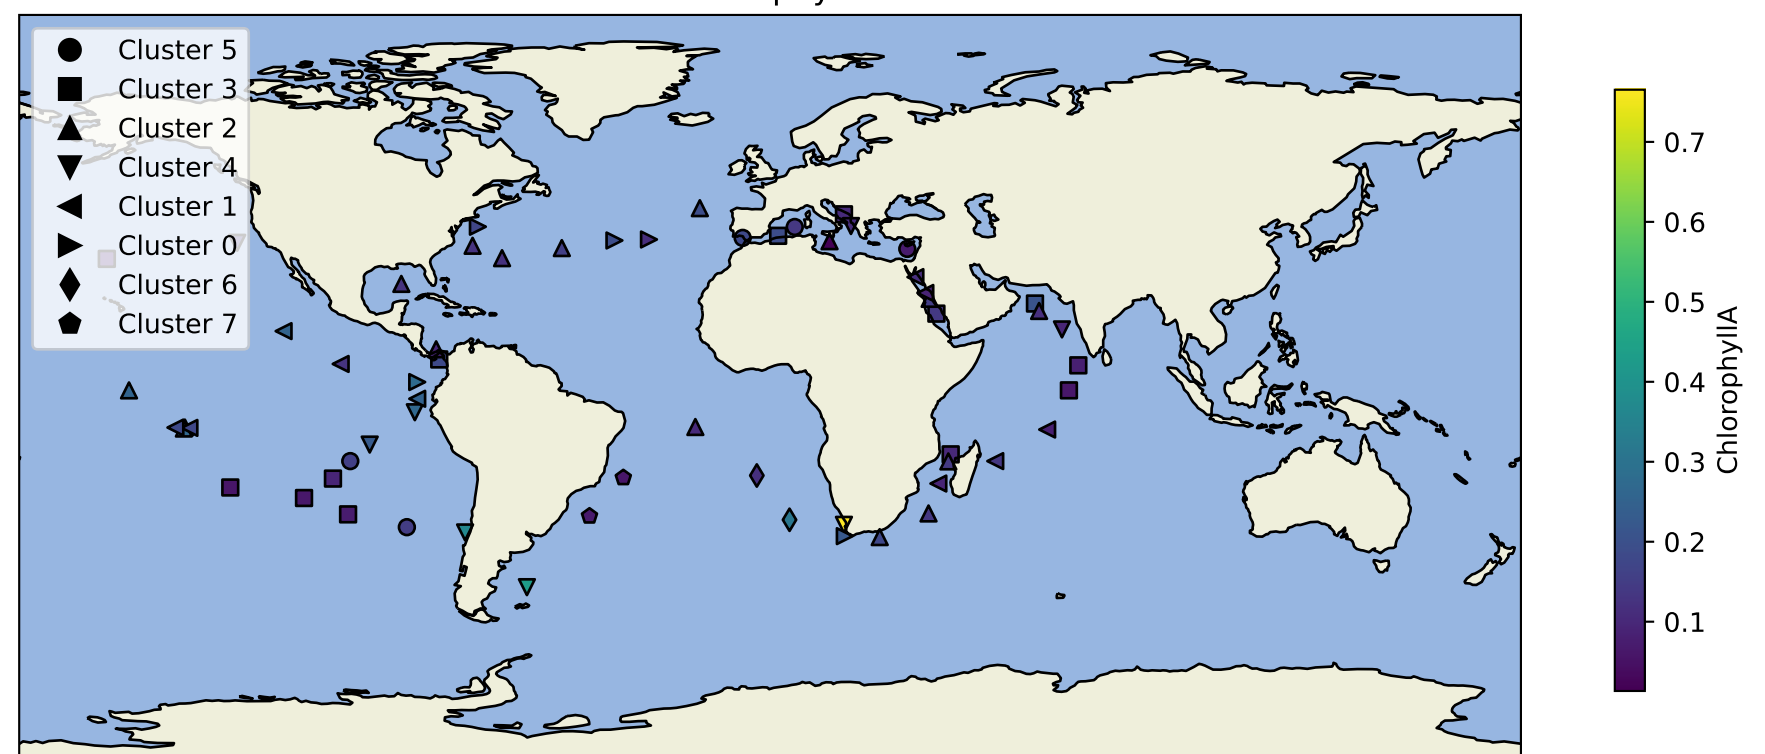 Cluster 5
Cluster 3
Cluster 2
Cluster 4
Cluster 1
Cluster 0
Cluster 6
Cluster 7
0.7
0.6
0.5
0.4
0.3
0.2
0.1
ChlorophyllA